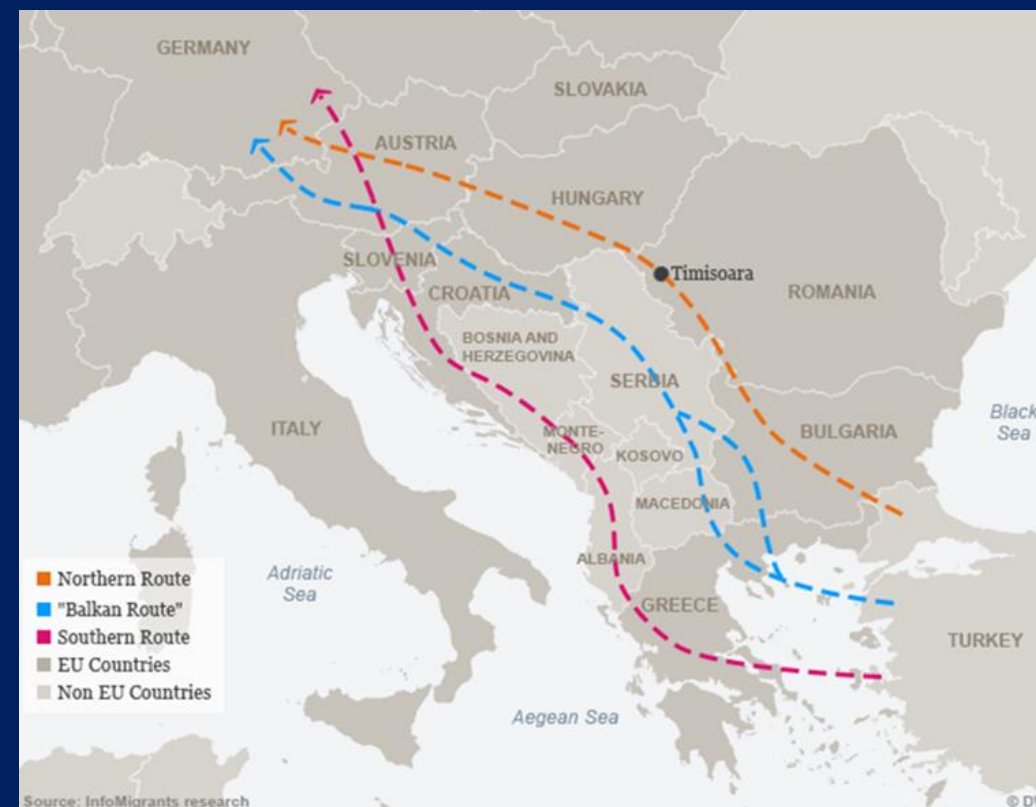 GERMANY
SLOVAKIA
AUSTRIA
HUNGARY
SLOVENIA
Timisoara
CROATIA
ROMANIA
BOSNIA AND
HERZEGOVINA
SERBIA
Black
Sea
ITALY
MONTE-
NEGRO
BULGARIA
KOSOVO
MACEDONIA
ALBANIA
Adriatic
Sea
GREECE
TURKEY
Northern Route
"Balkan Route"
Southern Route
EU Countries
Non EU Countries
Aegean Sea
Source: InfoMigrants research